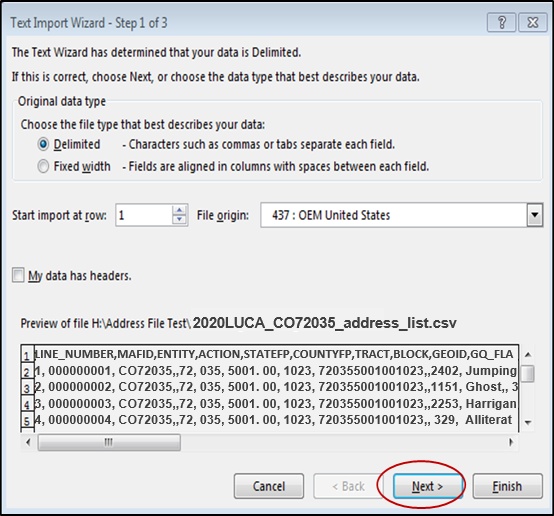 Text Import Wizard - Step 1 of 3
?
The Text Wizard has determined that your data is Delimited.
If this is correct, choose Next, or choose the data type that best describes your data.
Original data type
Choose the file type that best describes your data:
Delimited - Characters such as commas or tabs separate each field.
Fixed width - Fields are aligned in columns with spaces between each field.
Start import at row: 1 File origin: 437 : OEM United States
My data has headers.
Preview of file H:\Address File Test\2020LUCA_CO72035_address_list.csv
1 LINE_NUMBER,MAFID,ENTITY,ACTION,STATEFP,COUNTYFP,TRACT,BLOCK,GEOID,GQ_FLA
2 1, 000000001, CO72035,,72, 035, 5001. 00, 1023, 720355001001023,,2402, Jumping
3 2, 000000002, CO72035,,72, 035, 5001. 00, 1023, 720355001001023,,1151, Ghost,, 3
4 3, 000000003, CO72035,,72, 035, 5001. 00, 1023, 720355001001023,,2253, Harrigan
5 4, 000000004, CO72035,,72, 035, 5001. 00, 1023, 720355001001023,, 329, Alliterat
Cancel < Back Next > Finish